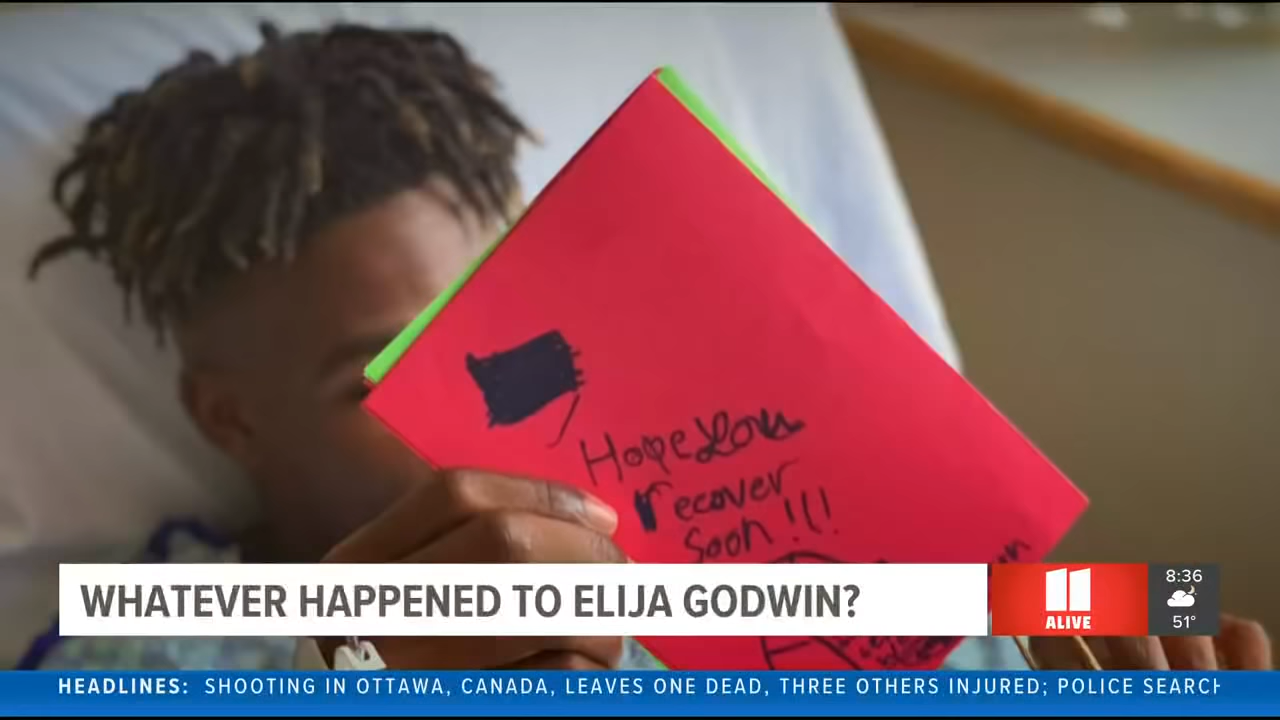 Hope you
recover
Soon !!!
WHATEVER HAPPENED TO ELIJA GODWIN?
11
ALIVE
8:36
51°
HEADLINES: SHOOTING IN OTTAWA, CANADA, LEAVES ONE DEAD, THREE OTHERS INJURED; POLICE SEARCH